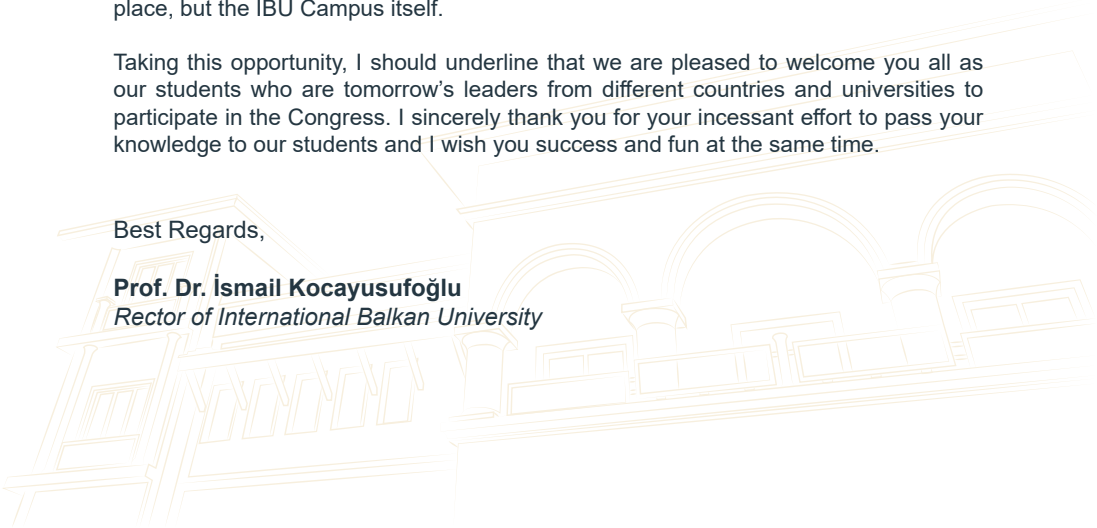 place, but the IBU Campus itself.
Taking this opportunity, I should underline that we are pleased to welcome you all as
our students who are tomorrow's leaders from different countries and universities to
participate in the Congress. I sincerely thank you for your incessant effort to pass your
knowledge to our students and I wish you success and fun at the same time.
Best Regards,
Prof. Dr. İsmail Kocayusufoğlu
Rector of International Balkan University